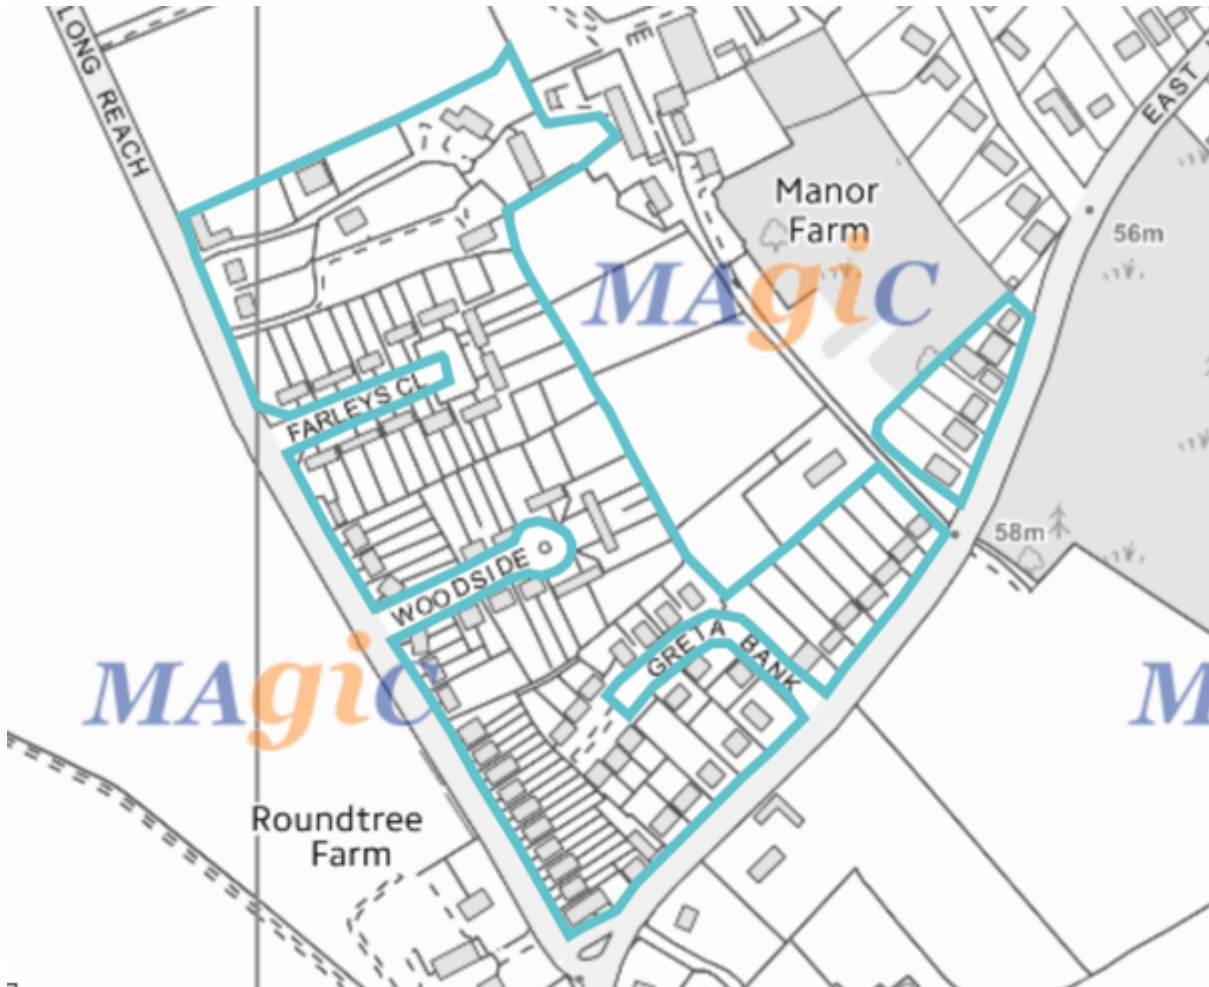 LONG REACH
EAST
Manor
Farm
56m
MAgiC
FARLEYS CL
58m
WOODSIDE
GRETA BANK
MAgiC
M
Roundtree
Farm